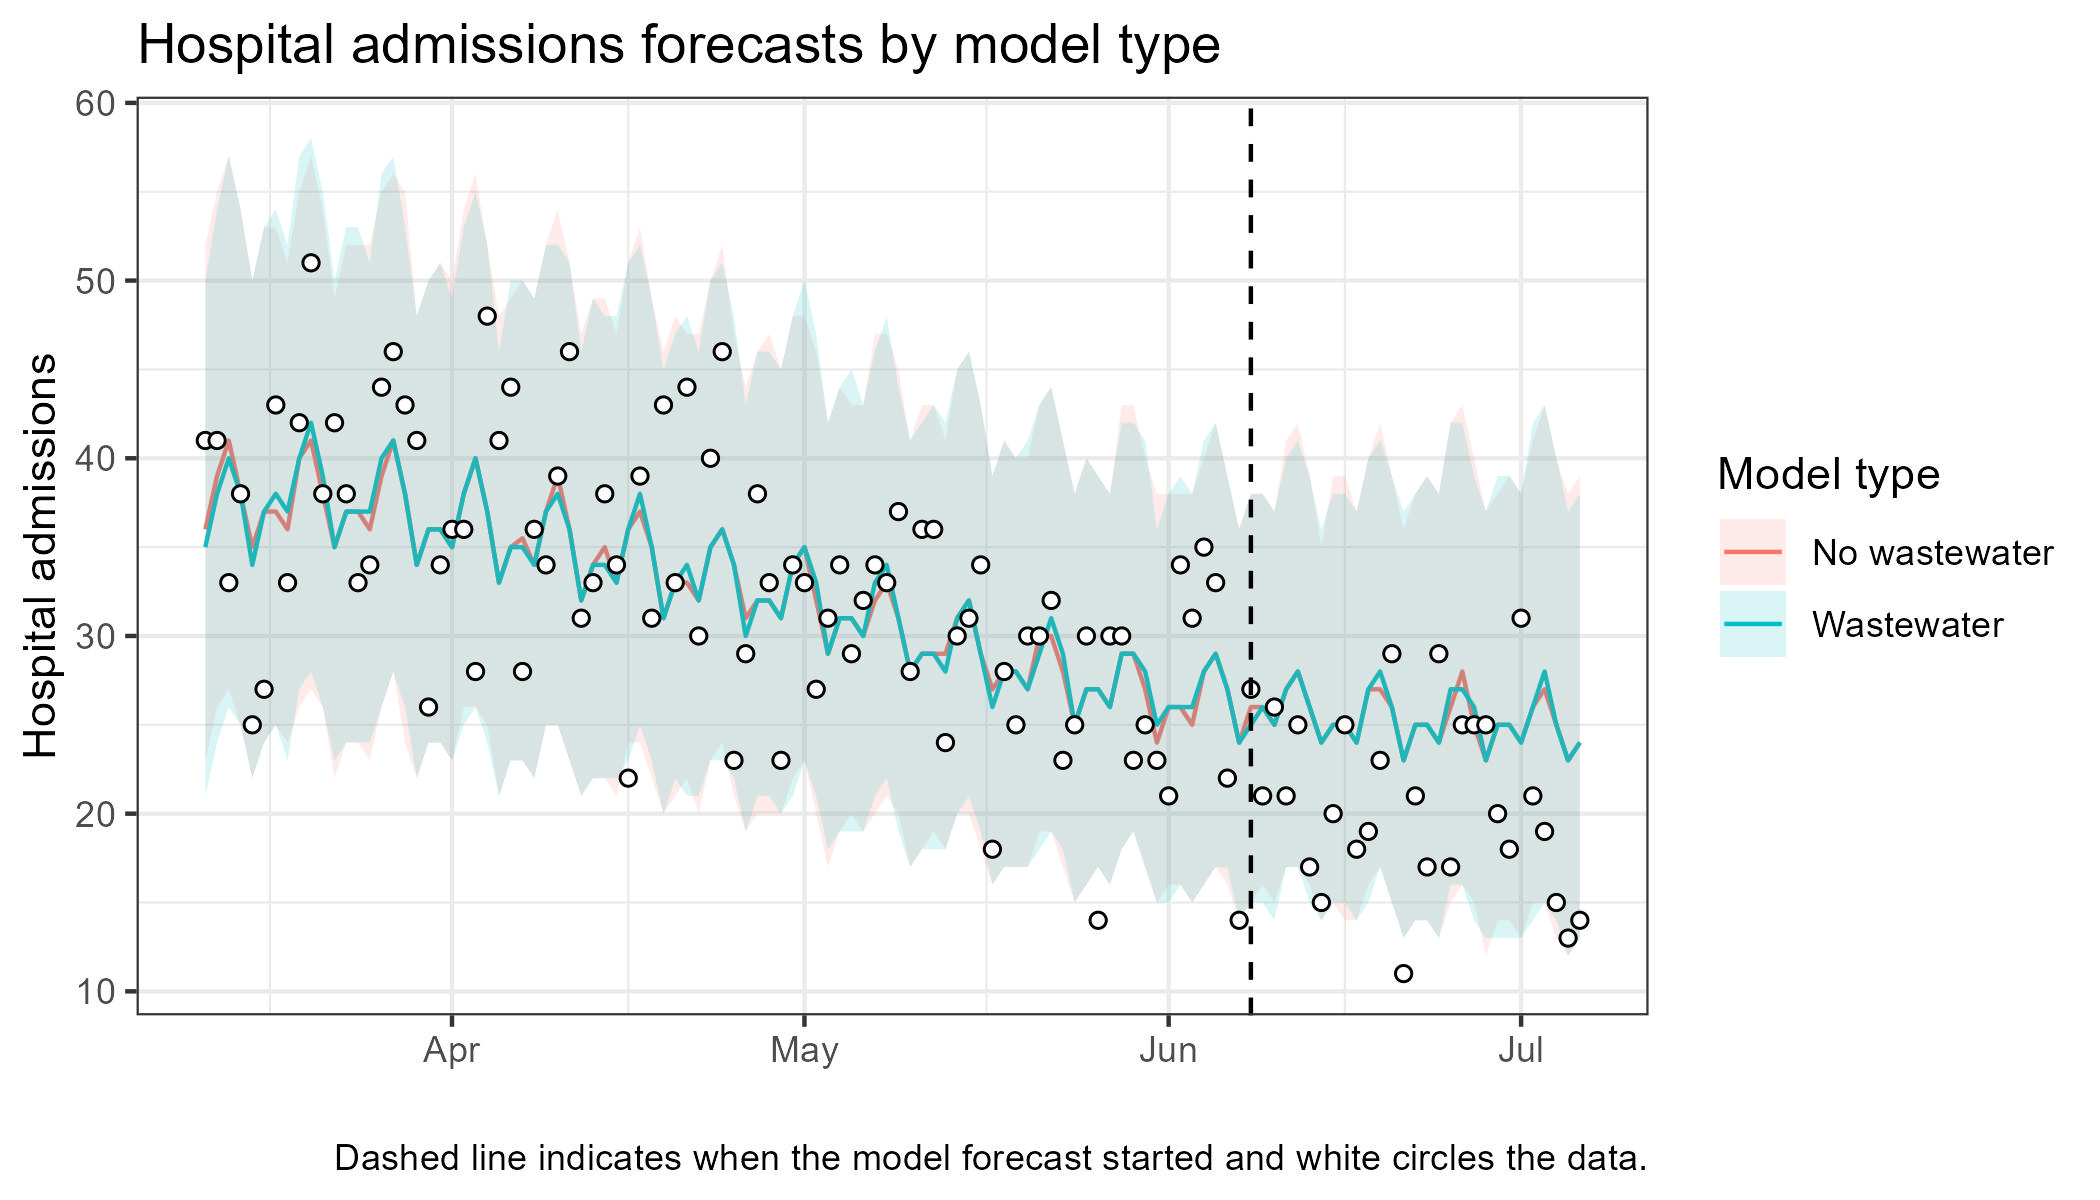 Hospital admissions forecasts by model type
60
50
40
30
20
10
Hospital admissions
Apr May Jun Jul
Model type
No wastewater
Wastewater
Dashed line indicates when the model forecast started and white circles the data.